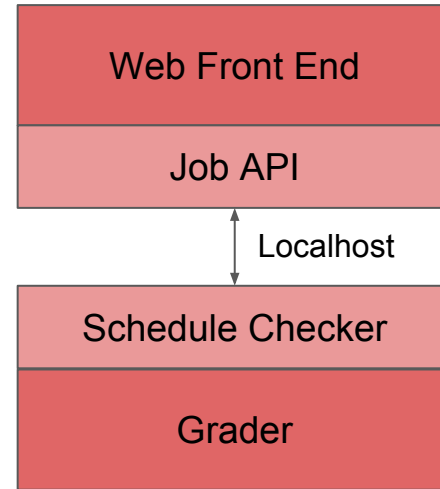 Web Front End
Job API
Localhost
Schedule Checker
Grader